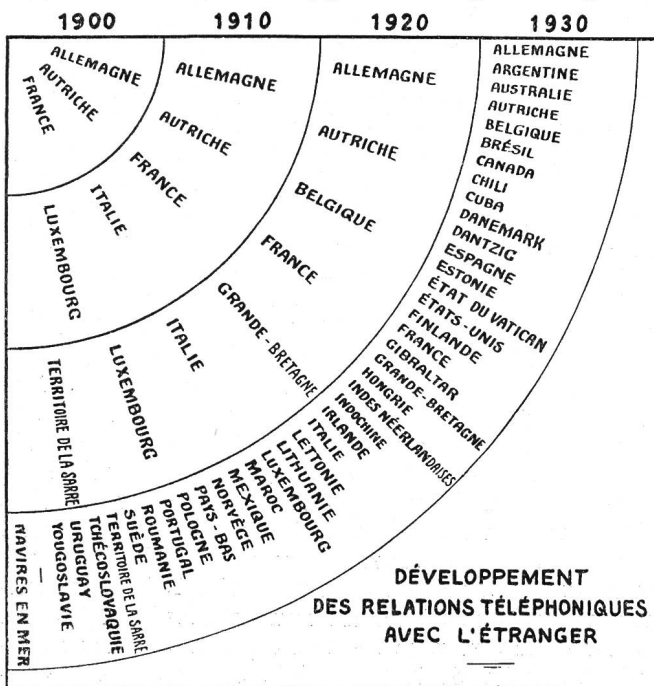 1900 1910 1920 1930
ALLEMAGNE
AUTRICHE
FRANCE
ALLEMAGNE
AUTRICHE
FRANCE
ITALIE
LUXEMBOURG
ALLEMAGNE
AUTRICHE
BELGIQUE
FRANCE
GRANDE-BRETAGNE
ITALIE
LUXEMBOURG
TERRITOIRE DE LA SARRE
ALLEMAGNE
ARGENTINE
AUSTRALIE
AUTRICHE
BELGIQUE
BRÉSIL
CANADA
CHILI
CUBA
DANEMARK
DANTZIG
ESPAGNE
ESTONIE
ÉTAT DU VATICAN
ÉTATS-UNIS
FINLANDE
FRANCE
GIBRALTAR
GRANDE-BRETAGNE
HONGRIE
INDES NÉERLANDAISES
INDOCHINE
IRLANDE
ITALIE
LETTONIE
LITHUANIE
LUXEMBOURG
MAROC
MEXIQUE
NORVÈGE
PAYS-BAS
POLOGNE
PORTUGAL
ROUMANIE
SUÈDE
TERRITOIRE DE LA SARRE
TCHÉCOSLOVAQUIE
URUGUAY
YOUGOSLAVIE
—
NAVIRES EN MER
DÉVELOPPEMENT
DES RELATIONS TÉLÉPHONIQUES
AVEC L'ÉTRANGER